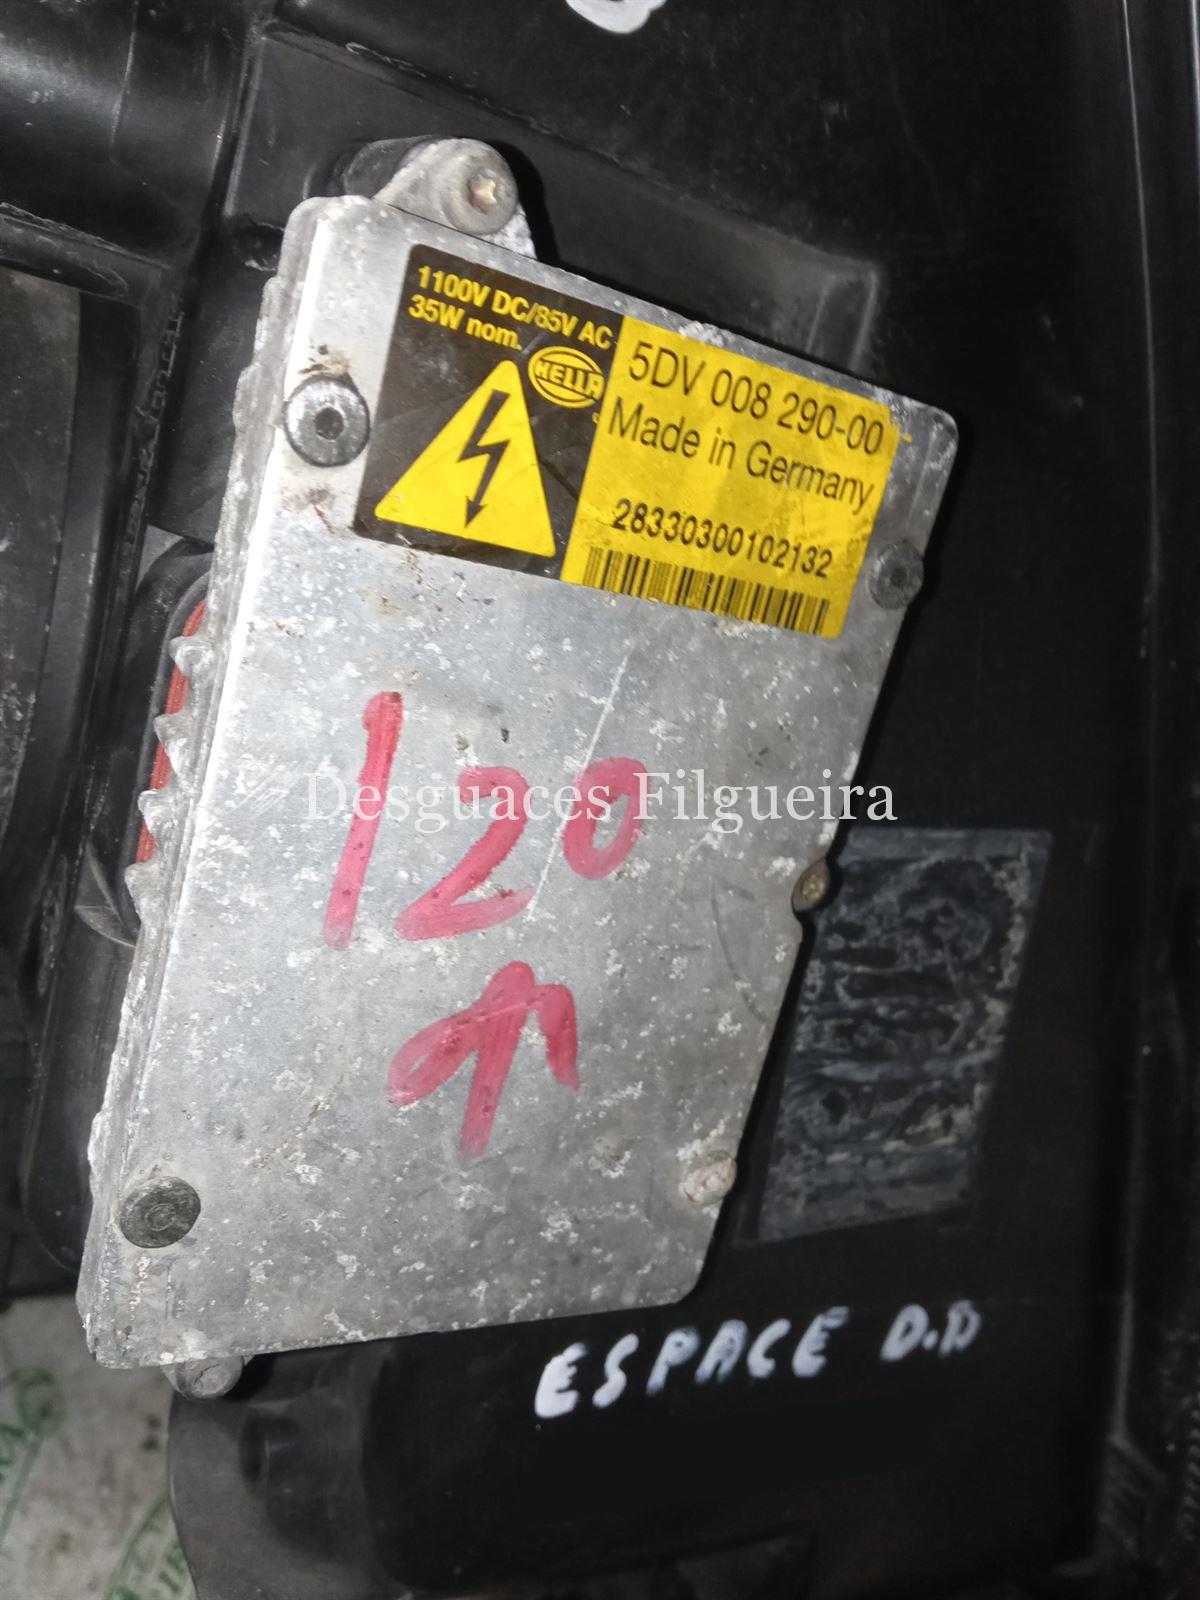 1100V DC/85V AC
35W nom.
HELLA
5DV 008 290-00
Made in Germany
28330300102132
120
Desguaces Filgueira
ESPACE D.D